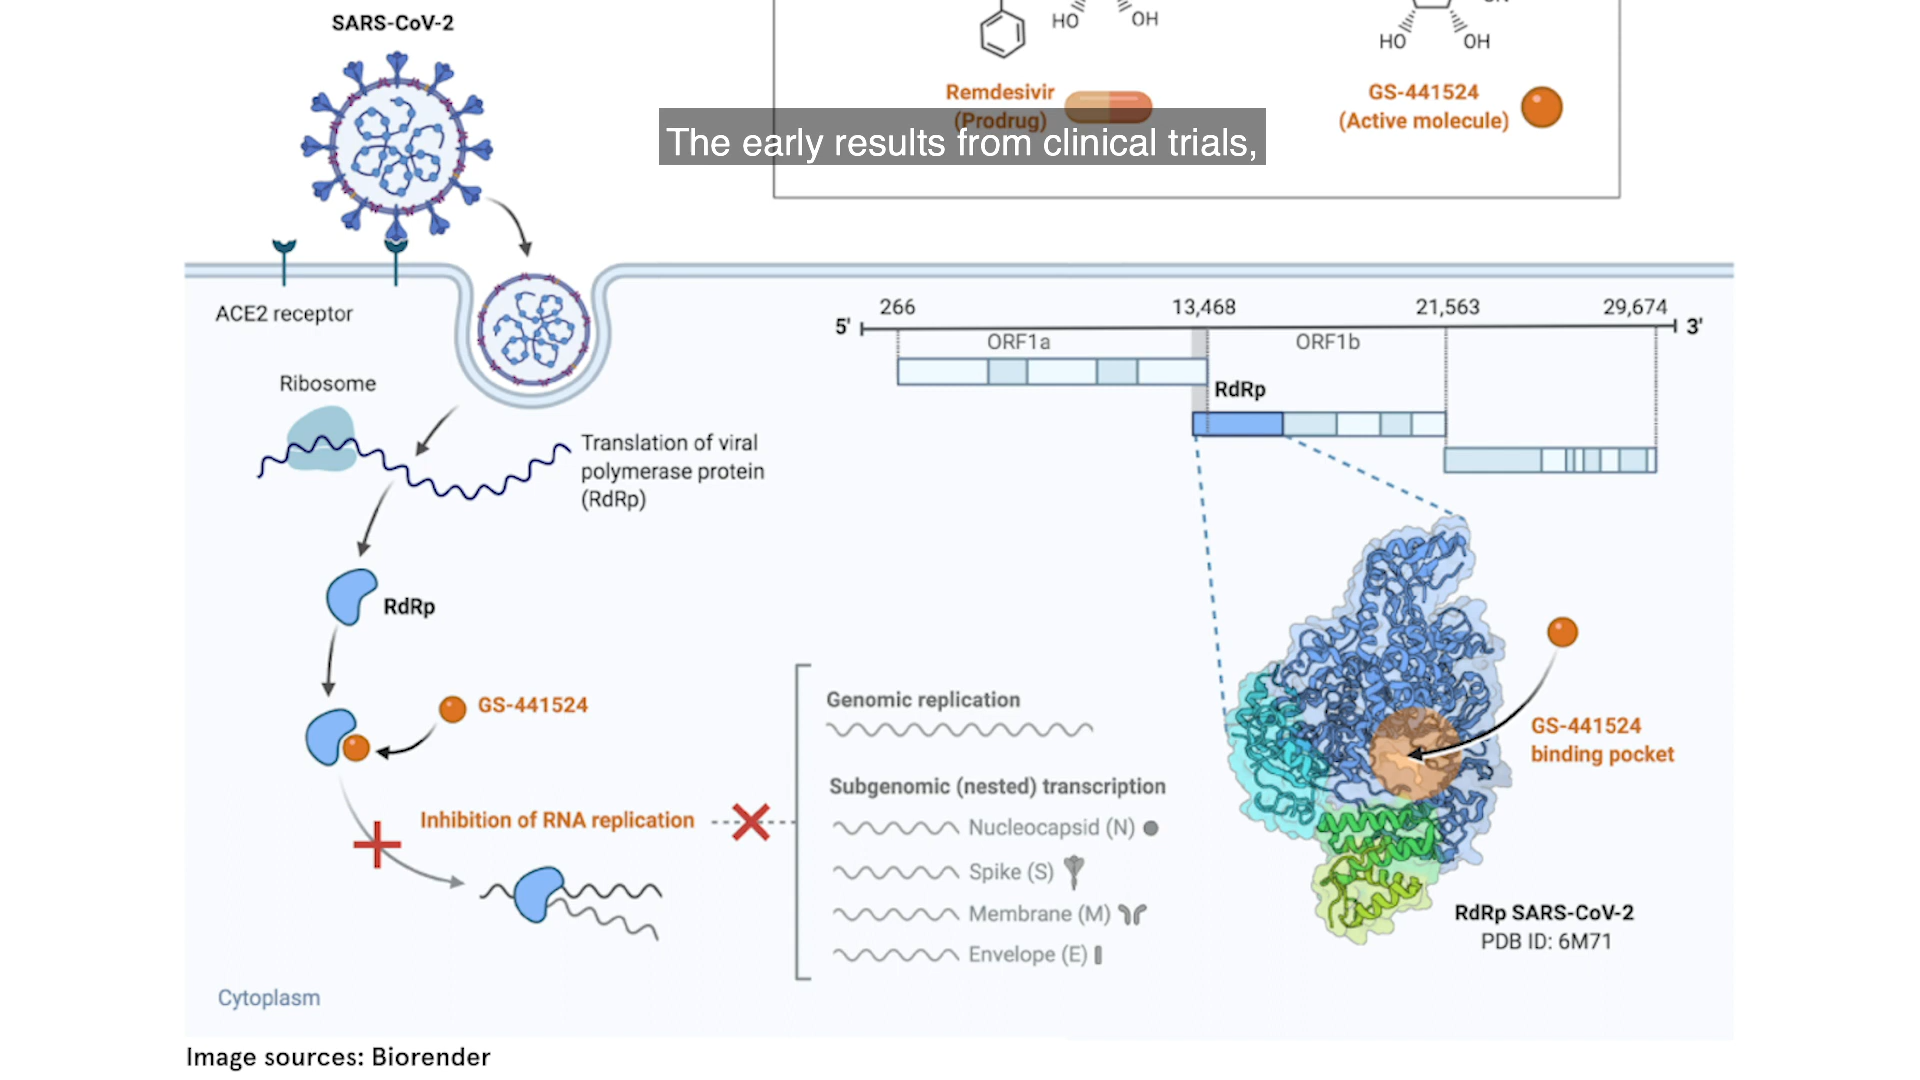 SARS-CoV-2
HO
OH
HO
OH
Remdesivir
(Prodrug)
GS-441524
(Active molecule)
The early results from clinical trials,
ACE2 receptor
266
13,468
21,563
29,674
5'
3'
ORF1a
ORF1b
RdRp
Ribosome
Translation of viral
polymerase protein
(RdRp)
RdRp
GS-441524
Inhibition of RNA replication
Genomic replication
Subgenomic (nested) transcription
Nucleocapsid (N)
Spike (S)
Membrane (M)
Envelope (E)
GS-441524
binding pocket
RdRp SARS-CoV-2
PDB ID: 6M71
Cytoplasm
Image sources: Biorender